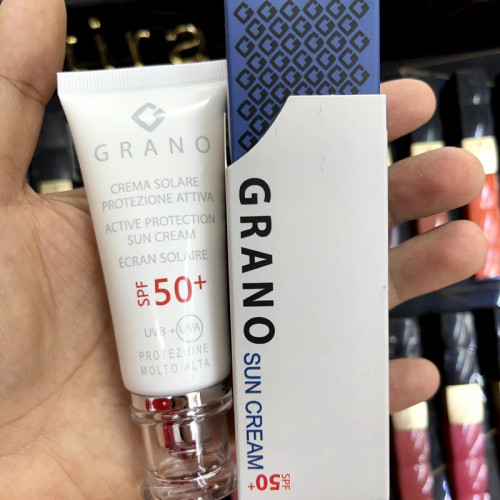 GRANO
CREMA SOLARE
PROTEZIONE ATTIVA
ACTIVE PROTECTION
SUN CREAM
ÉCRAN SOLAIRE
SPF 50+
UVB + UVA
PROTEZIONE
MOLTO ALTA
GRANO
SUN CREAM
SPF
50+